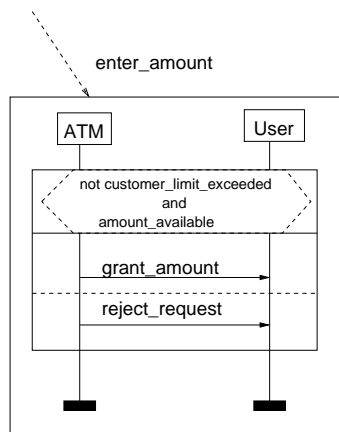 enter_amount
ATM
User
not customer_limit_exceeded
and
amount_available
grant_amount
reject_request